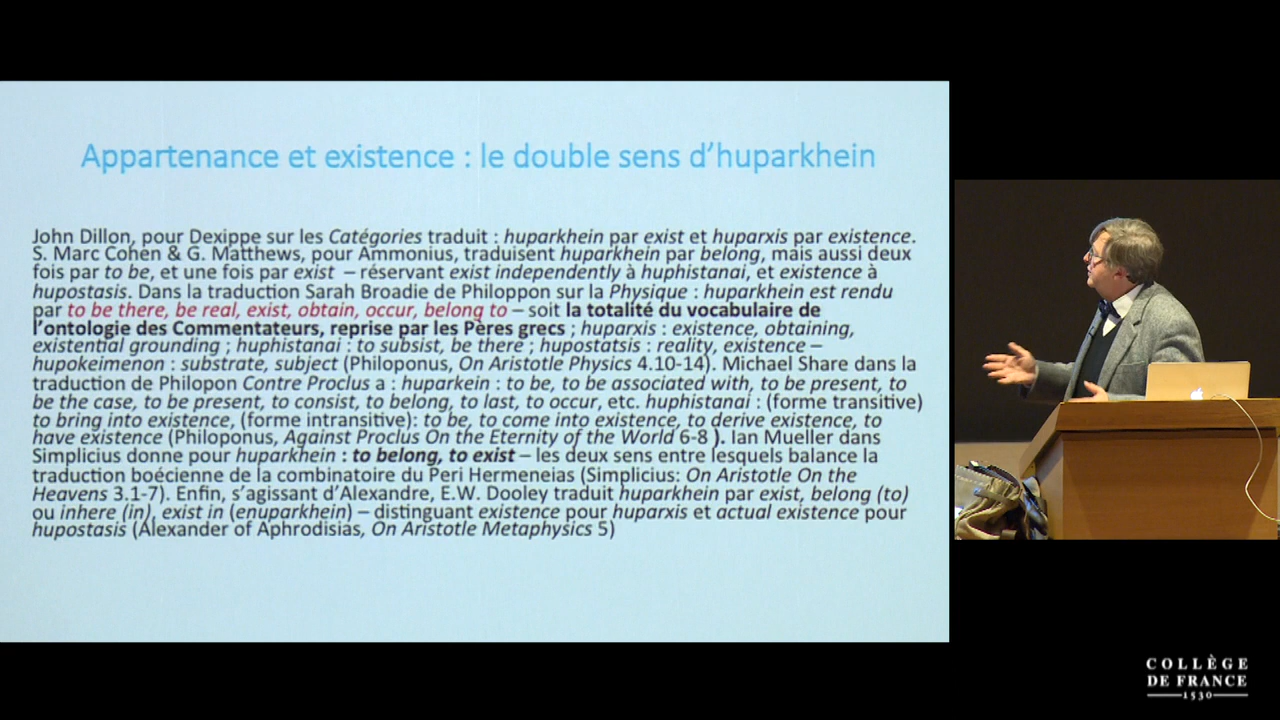 Appartenance et existence : le double sens d'huparkhein
John Dillon, pour Dexippe sur les Catégories traduit : huparkhein par exist et huparxis par existence.
S. Marc Cohen & G. Matthews, pour Ammonius, traduisent huparkhein par belong, mais aussi deux
fois par to be, et une fois par exist – réservant exist independently à huphistanai, et existence à
hupostasis. Dans la traduction Sarah Broadie de Philoppon sur la Physique : huparkhein est rendu
par to be there, be real, exist, obtain, occur, belong to – soit la totalité du vocabulaire de
l'ontologie des Commentateurs, reprise par les Pères grecs ; huparxis : existence, obtaining,
existential grounding ; huphistanai : to subsist, be there ; hupostatsis : reality, existence –
hupokeimenon : substrate, subject (Philoponus, On Aristotle Physics 4.10-14). Michael Share dans la
traduction de Philopon Contre Proclus a : huparkein : to be, to be associated with, to be present, to
be the case, to be present, to consist, to belong, to last, to occur, etc. huphistanai : (forme transitive)
to bring into existence, (forme intransitive): to be, to come into existence, to derive existence, to
have existence (Philoponus, Against Proclus On the Eternity of the World 6-8 ). Ian Mueller dans
Simplicius donne pour huparkhein : to belong, to exist – les deux sens entre lesquels balance la
traduction boécienne de la combinatoire du Peri Hermeneias (Simplicius: On Aristotle On the
Heavens 3.1-7). Enfin, s'agissant d'Alexandre, E.W. Dooley traduit huparkhein par exist, belong (to)
ou inhere (in), exist in (enuparkhein) – distinguant existence pour huparxis et actual existence pour
hupostasis (Alexander of Aphrodisias, On Aristotle Metaphysics 5)
COLLÈGE
DE FRANCE
1530